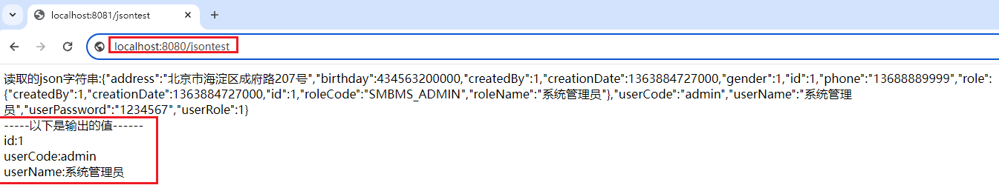 localhost:8081/jsontest
localhost:8080/jsontest
读取的json字符串:{"address":"北京市海淀区成府路207号","birthday":434563200000,"createdBy":1,"creationDate":1363884727000,"gender":1,"id":1,"phone":"13688889999","role":
{"createdBy":1,"creationDate":1363884727000,"id":1,"roleCode":"SMBMS_ADMIN","roleName":"系统管理员"},"userCode":"admin","userName":"系统管理
员","userPassword":"1234567","userRole":1}
-----以下是输出的值------
id:1
userCode:admin
userName:系统管理员